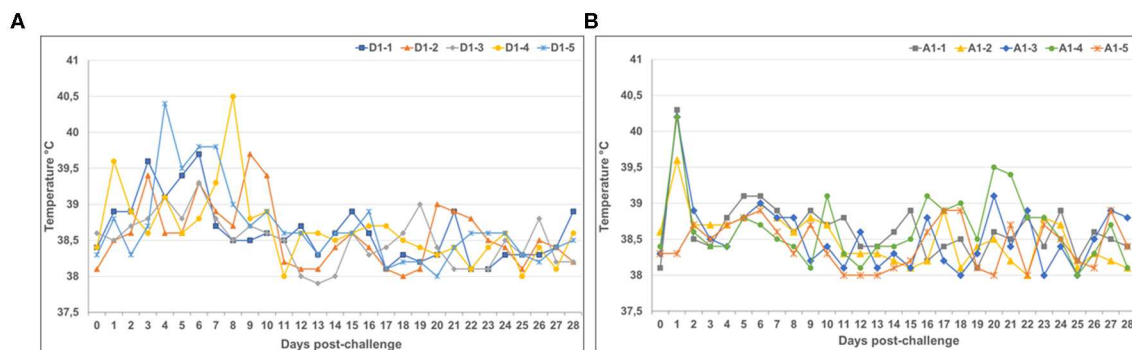 A
D1-1 D1-2 D1-3 D1-4 D1-5
41
40,5
40
39,5
39
38,5
38
37,5
Temperature °C
0 1 2 3 4 5 6 7 8 9 10 11 12 13 14 15 16 17 18 19 20 21 22 23 24 25 26 27 28
Days post-challenge
B
A1-1 A1-2 A1-3 A1-4 A1-5
41
40,5
40
39,5
39
38,5
38
37,5
Temperature °C
0 1 2 3 4 5 6 7 8 9 10 11 12 13 14 15 16 17 18 19 20 21 22 23 24 25 26 27 28
Days post-challenge